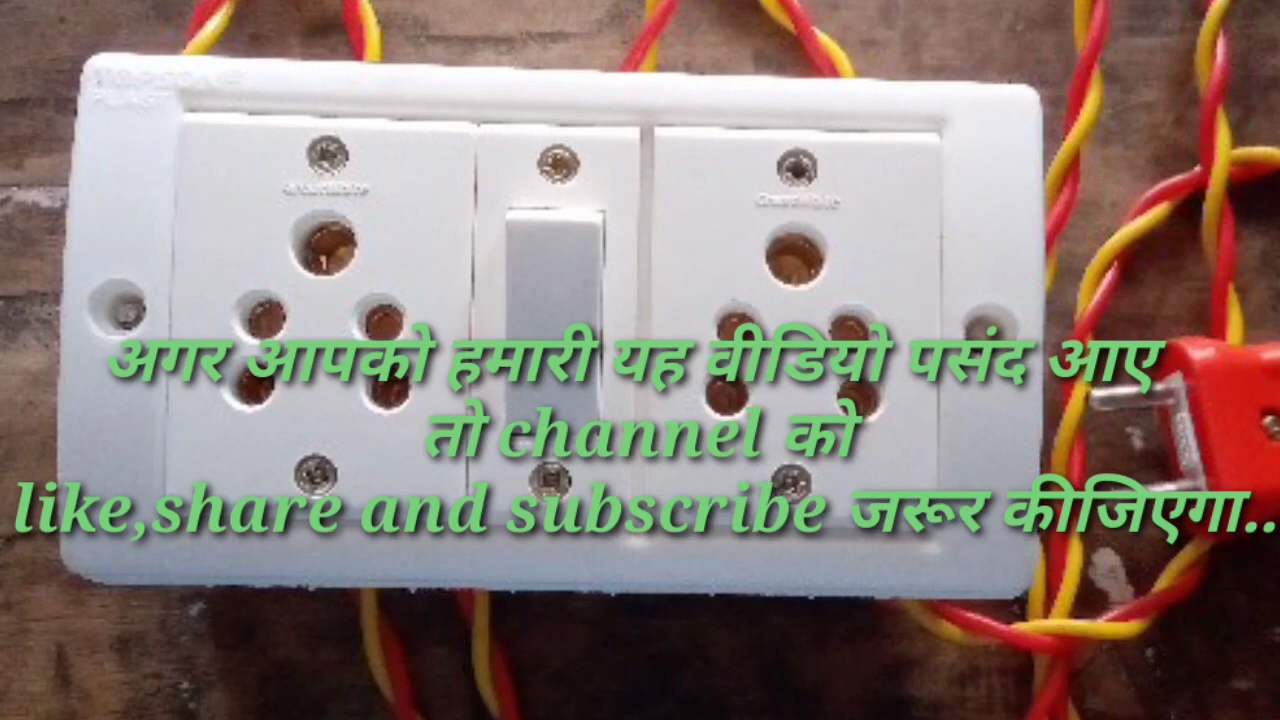 अगर आपको हमारी यह वीडियो पसंद आए
तो channel को
like,share and subscribe जरूर कीजिएगा..